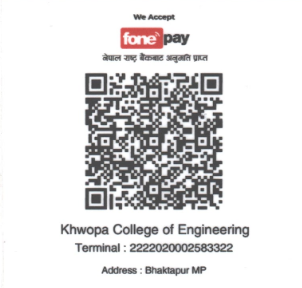 We Accept
fonepay
नेपाल राष्ट्र बैंकबाट अनुमति प्राप्त
Khwopa College of Engineering
Terminal : 2222020002583322
Address : Bhaktapur MP